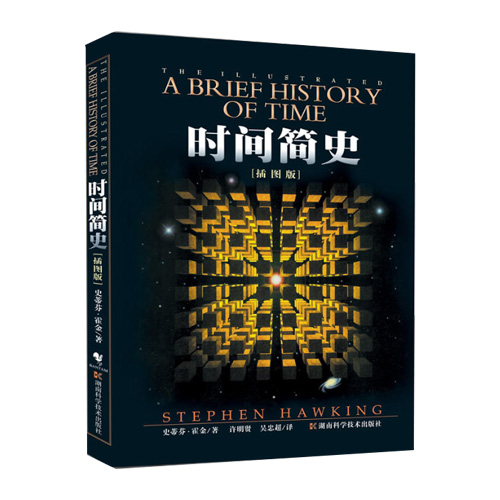 THE ILLUSTRATED
A BRIEF HISTORY
OF TIME
时间简史
[插图版]
STEPHEN HAWKING
史蒂芬·霍金/著 许明贤 吴忠超/译 湖南科学技术出版社
THE ILLUSTRATED
A BRIEF HISTORY
OF TIME
时间简史
[插图版]
史蒂芬·霍金/著
BANTAM
湖南科学技术出版社